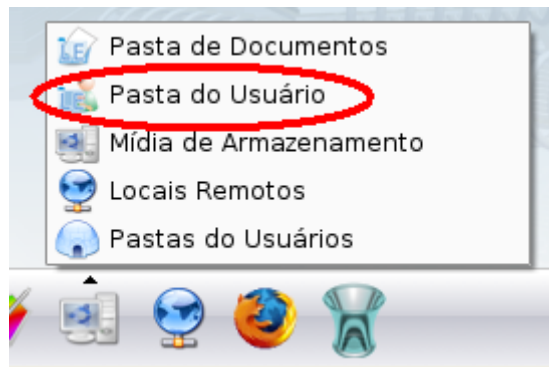 Pasta de Documentos
Pasta do Usuário
Mídia de Armazenamento
Locais Remotos
Pastas do Usuários